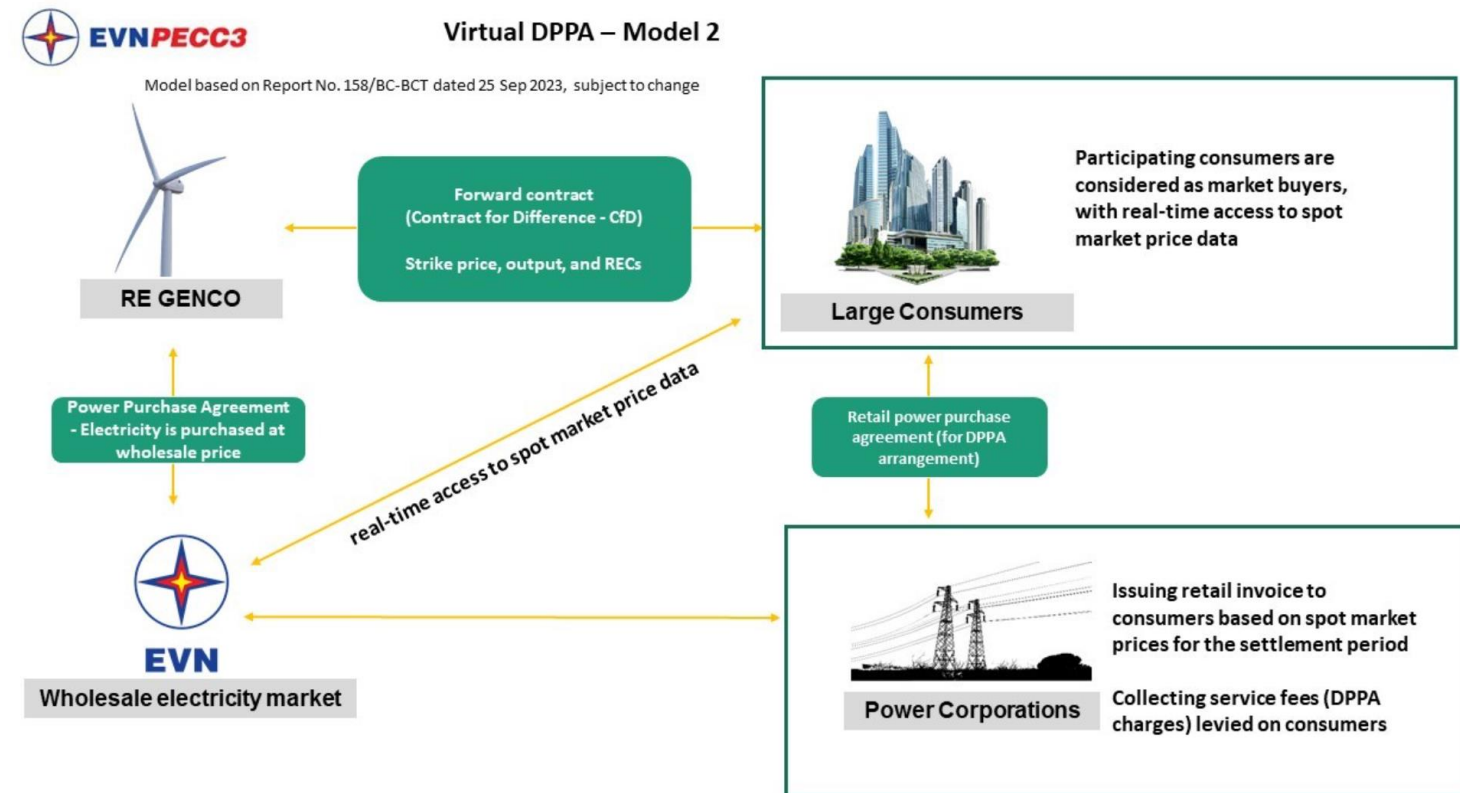 EVNPECC3
Virtual DPPA – Model 2
Model based on Report No. 158/BC-BCT dated 25 Sep 2023, subject to change
Forward contract
(Contract for Difference - CfD)
Strike price, output, and RECs
Participating consumers are
considered as market buyers,
with real-time access to spot
market price data
RE GENCO
Large Consumers
real-time access to spot market price data
Power Purchase Agreement
- Electricity is purchased at
wholesale price
Retail power purchase
agreement (for DPPA
arrangement)
EVN
Wholesale electricity market
Issuing retail invoice to
consumers based on spot market
prices for the settlement period
Power Corporations
Collecting service fees (DPPA
charges) levied on consumers